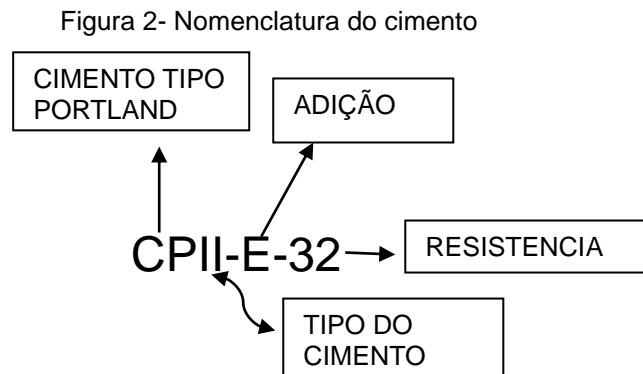 Figura 2- Nomenclatura do cimento
CIMENTO TIPO
PORTLAND
ADIÇÃO
CPII-E-32
RESISTENCIA
TIPO DO
CIMENTO